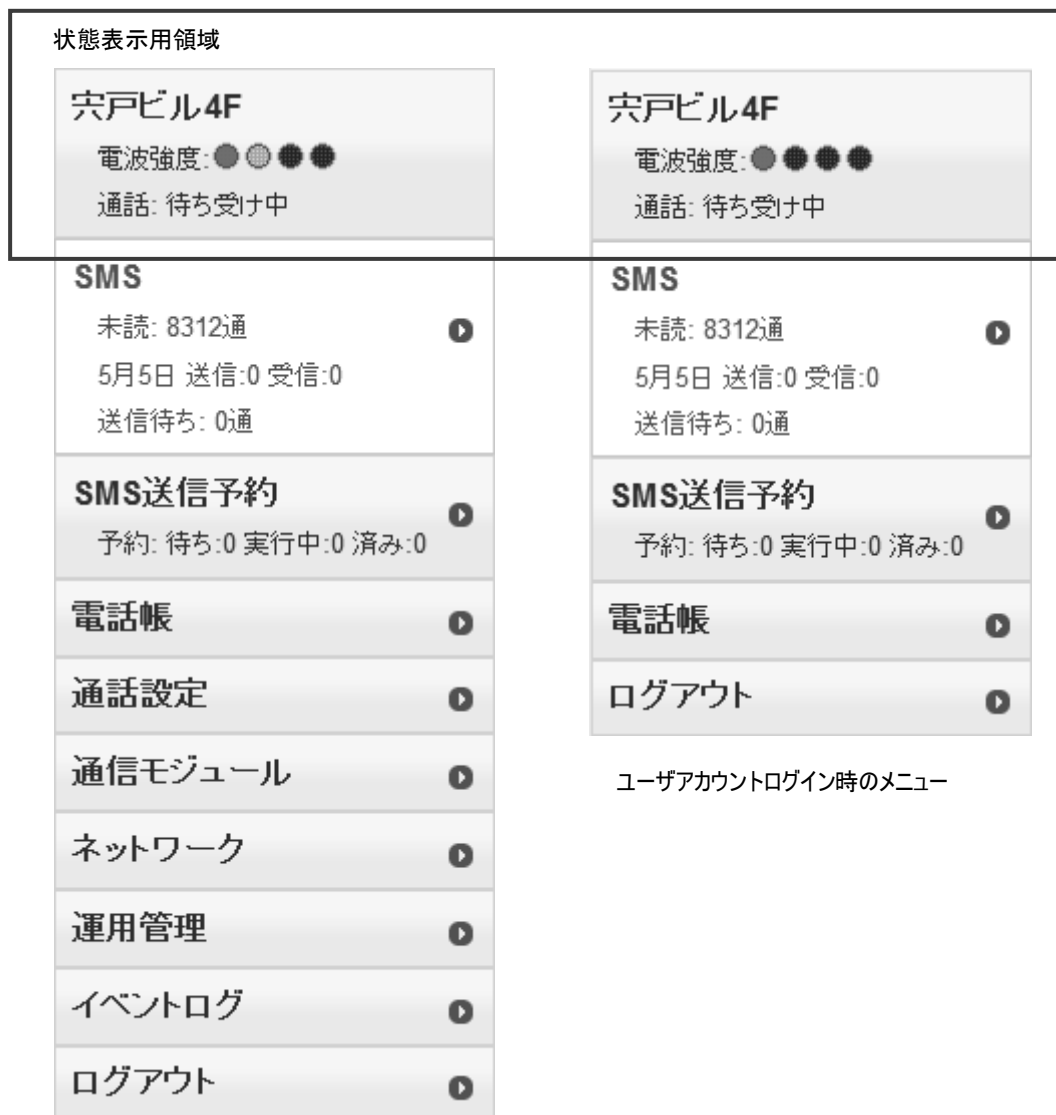 状態表示用領域
宍戸ビル4F
電波強度:
通話: 待ち受け中
SMS
未読: 8312通
5月5日 送信:0 受信:0
送信待ち: 0通
SMS送信予約
予約: 待ち:0 実行中:0 済み:0
電話帳
通話設定
通信モジュール
ネットワーク
運用管理
イベントログ
ログアウト
宍戸ビル4F
電波強度:
通話: 待ち受け中
SMS
未読: 8312通
5月5日 送信:0 受信:0
送信待ち: 0通
SMS送信予約
予約: 待ち:0 実行中:0 済み:0
電話帳
ログアウト
ユーザアカウントログイン時のメニュー